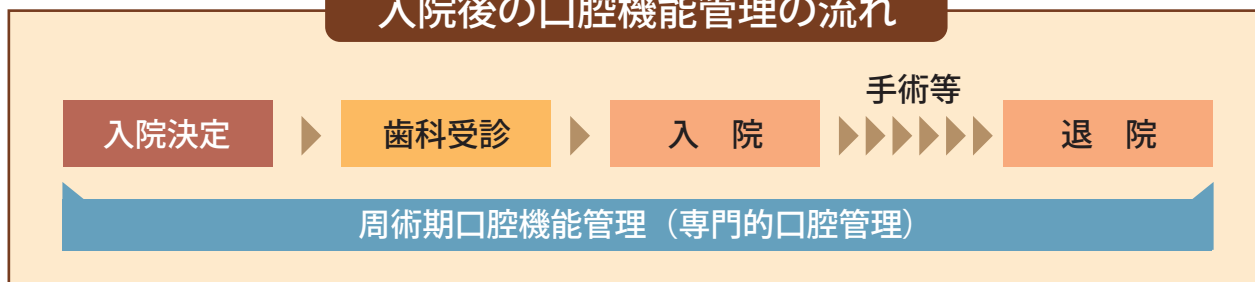 入院後の口腔機能管理の流れ
手術等
入院決定
歯科受診
入　院
退　院
周術期口腔機能管理（専門的口腔管理）